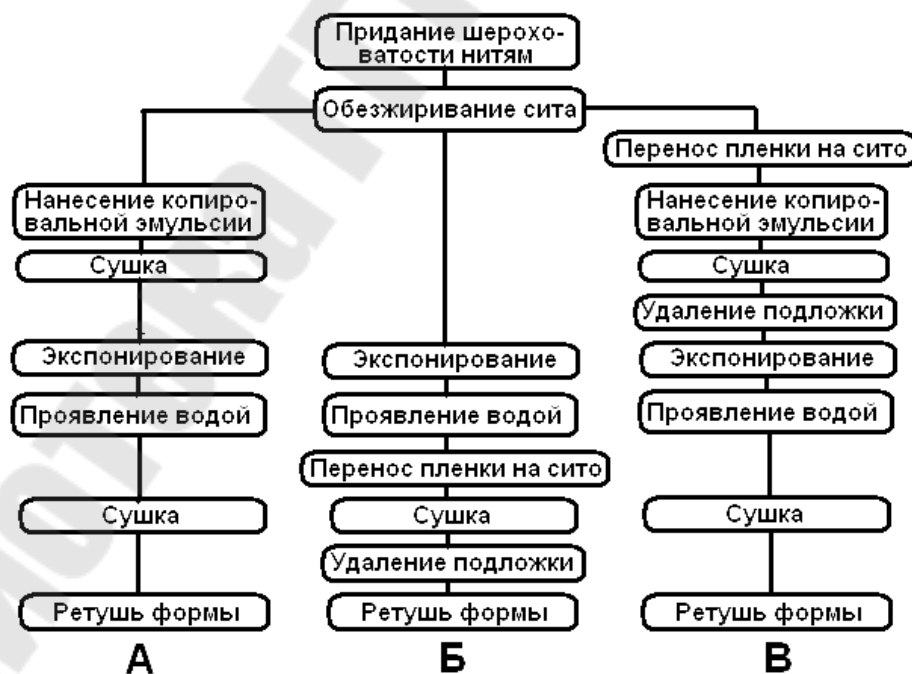 Придание шерохо-
ватости нитям
Обезжиривание сита
Нанесение копиро-
вальной эмульсии
Сушка
Экспонирование
Проявление водой
Сушка
Ретушь формы
А
Экспонирование
Проявление водой
Перенос пленки на сито
Сушка
Удаление подложки
Ретушь формы
Б
Перенос пленки на сито
Нанесение копиро-
вальной эмульсии
Сушка
Удаление подложки
Экспонирование
Проявление водой
Сушка
Ретушь формы
В